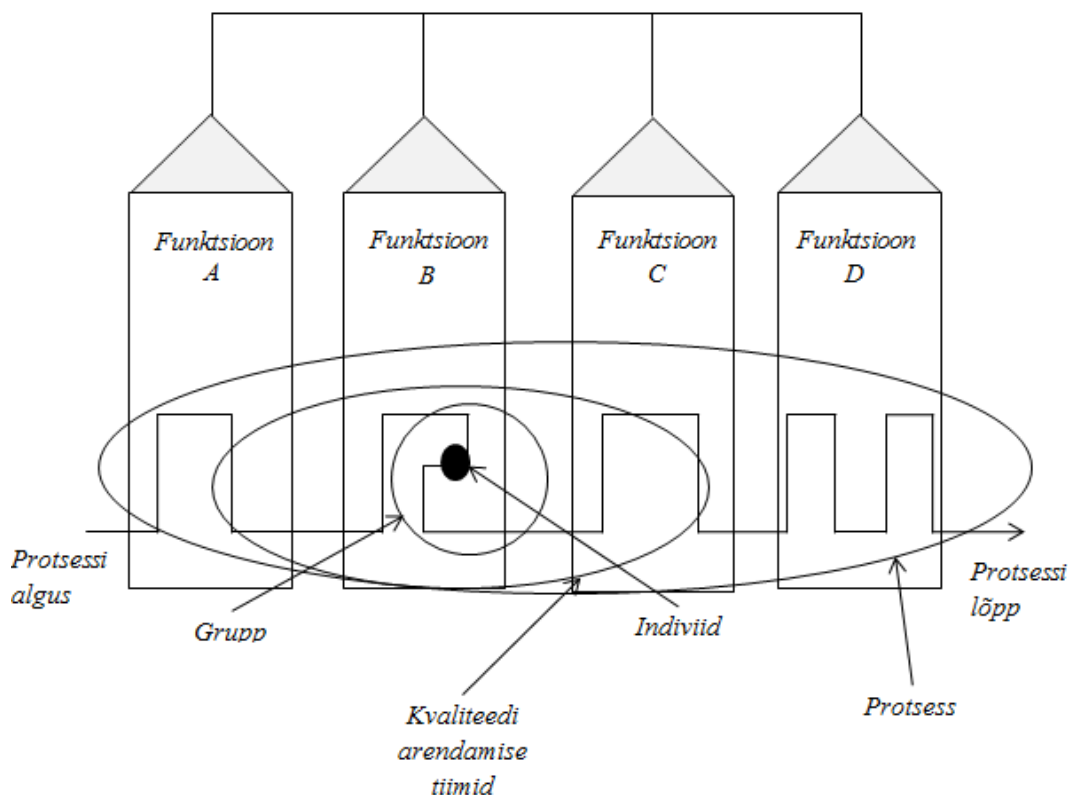 Funktsioon
A
Funktsioon
B
Funktsioon
C
Funktsioon
D
Protsessi
algus
Grupp
Indiviid
Protsessi
lõpp
Kvaliteedi
arendamise
tiimid
Protsess